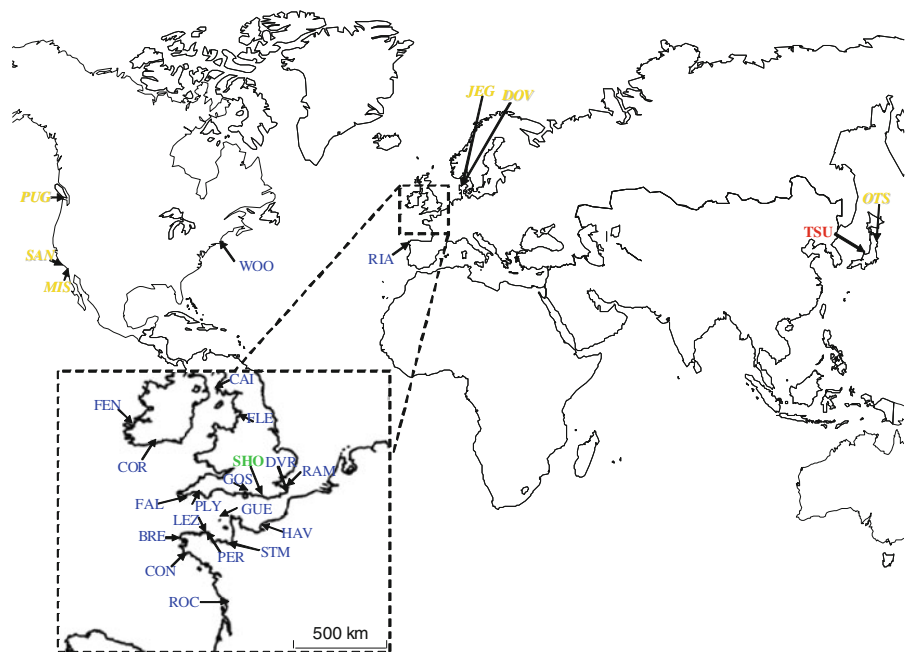 JEG
DOV
PUG
OTS
TSU
SAN
WOO
RIA
MIS
CAI
FEN
FLE
COR
SHO
DVR
RAM
GOS
FAL
PLY
GUE
LEZ
HAV
BRE
PER
STM
CON
ROC
500 km